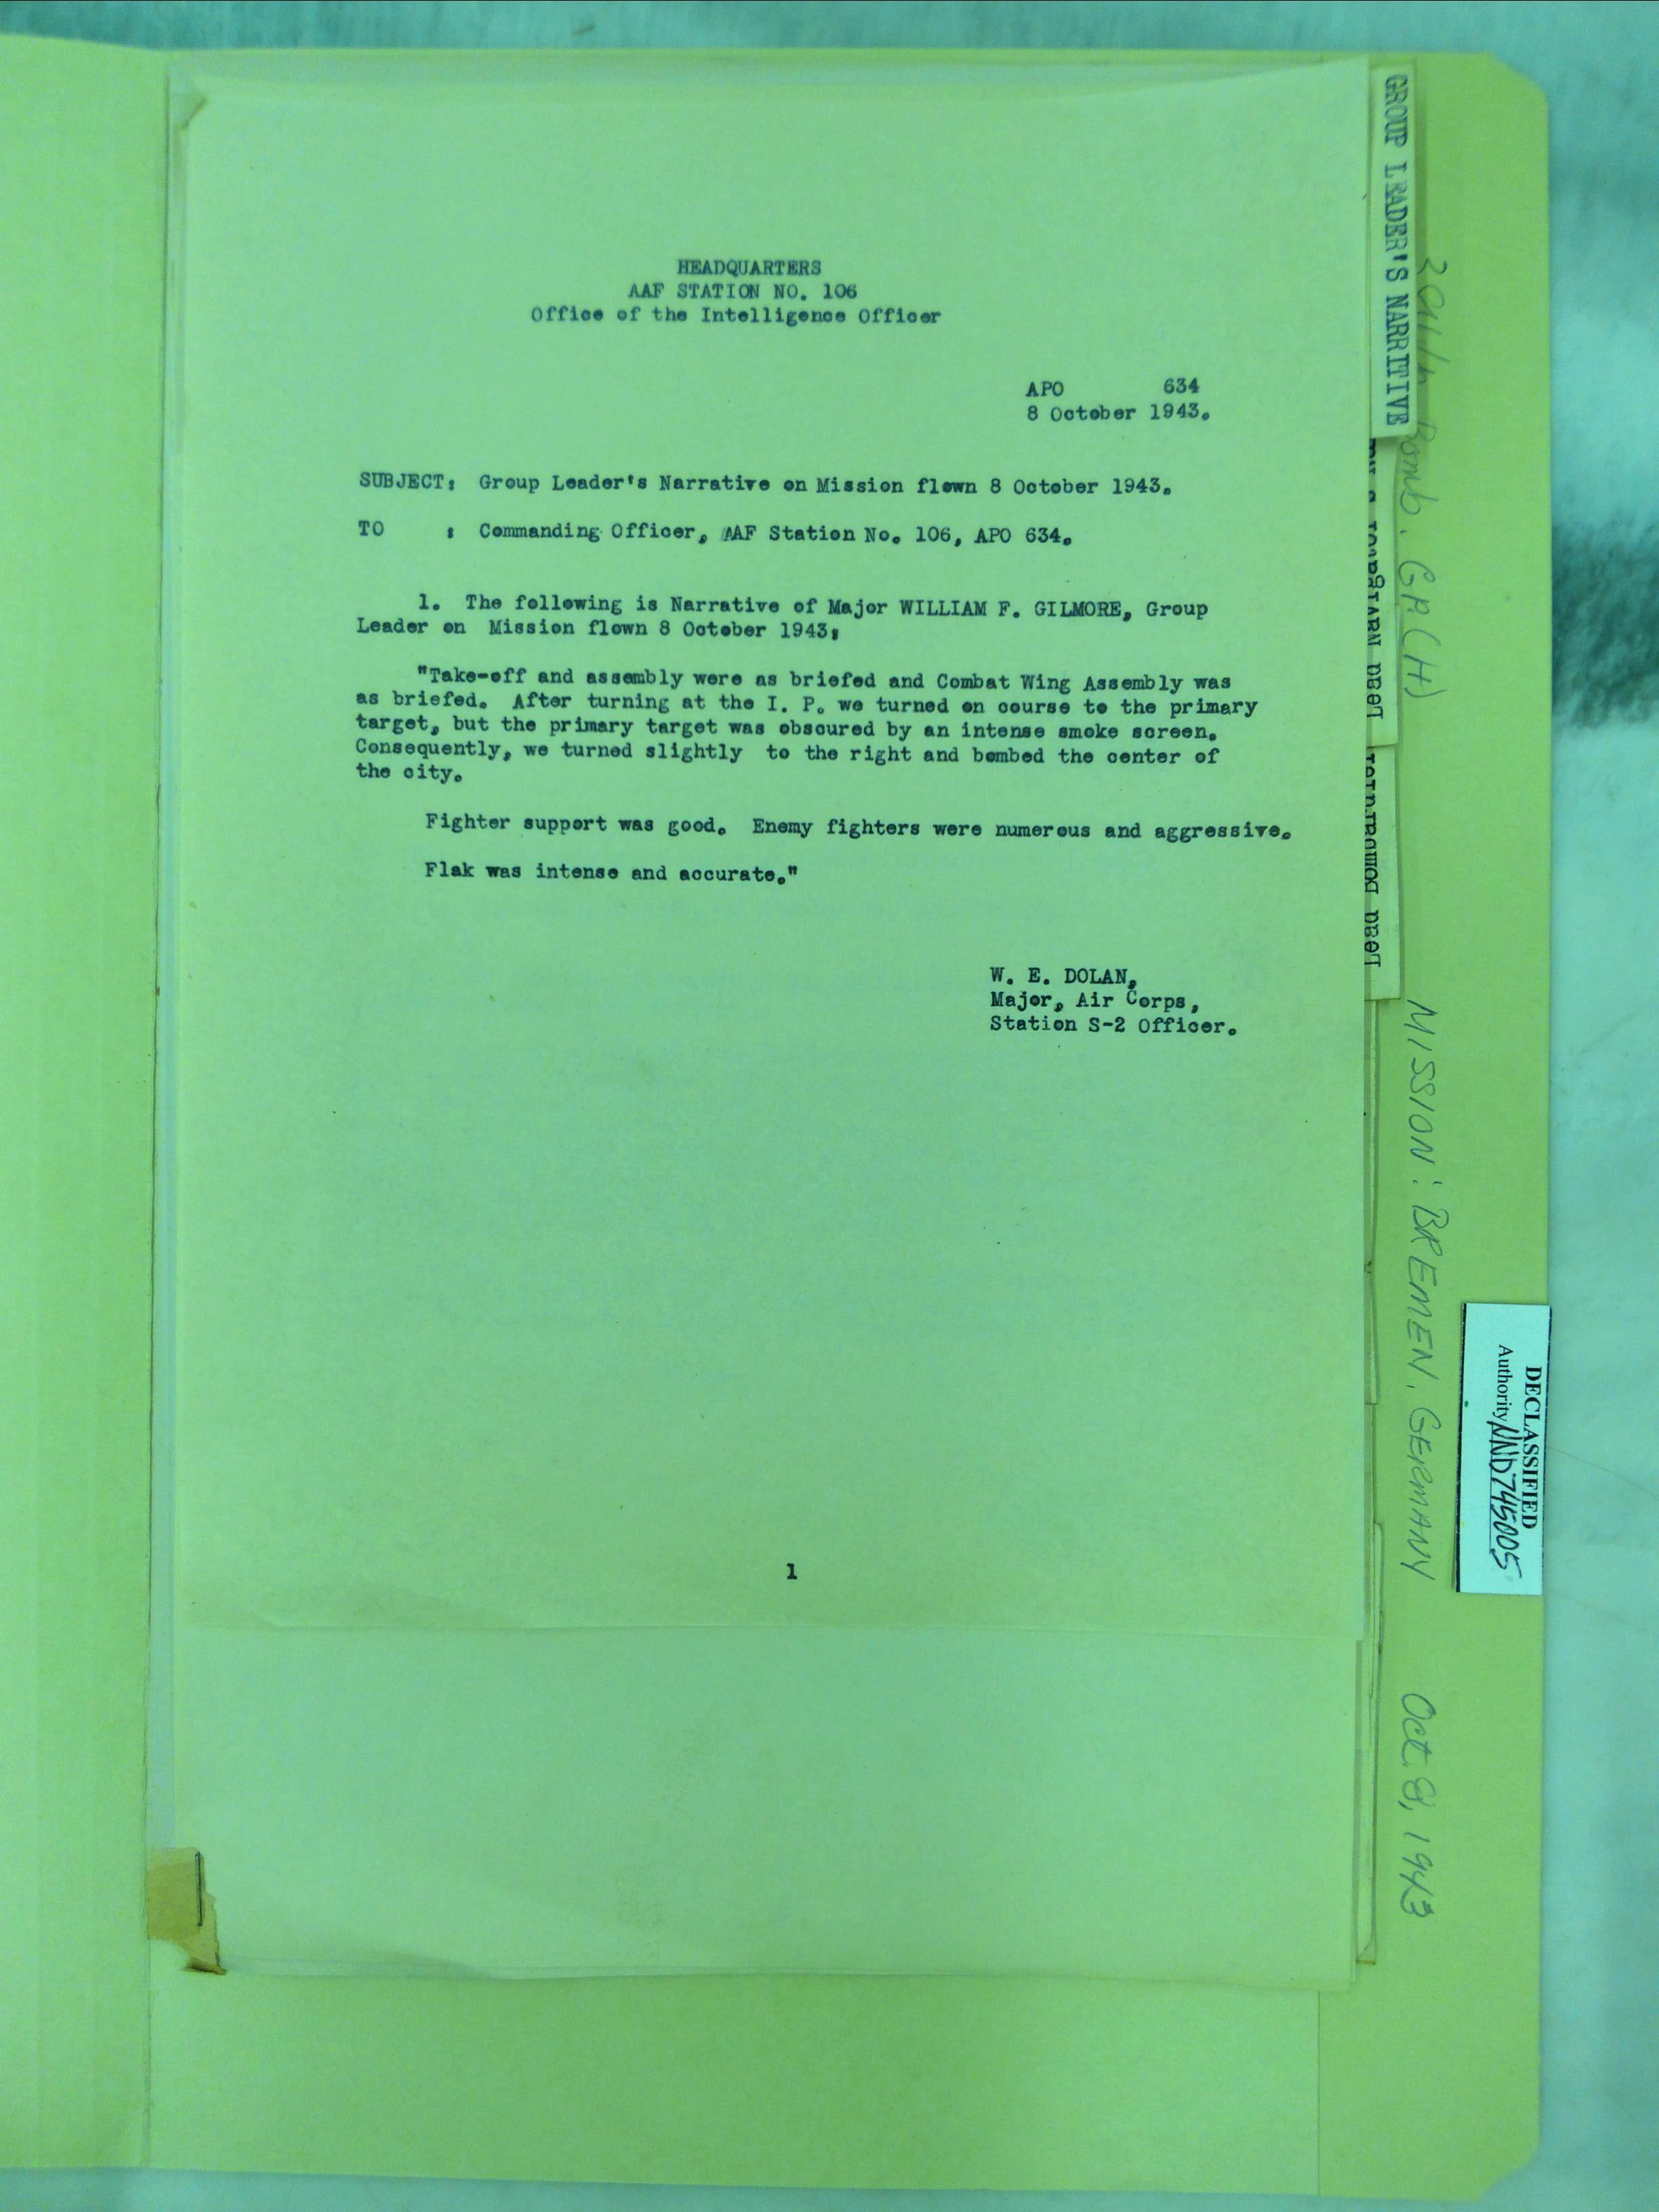 HEADQUARTERS
AAF STATION NO. 106
Office of the Intelligence Officer
APO 634
8 October 1943.
SUBJECT: Group Leader's Narrative on Mission flown 8 October 1943.
TO : Commanding Officer, AAF Station No. 106, APO 634.
1. The following is Narrative of Major WILLIAM F. GILMORE, Group
Leader on Mission flown 8 October 1943:
"Take-off and assembly were as briefed and Combat Wing Assembly was
as briefed. After turning at the I. P. we turned on course to the primary
target, but the primary target was obscured by an intense smoke screen.
Consequently, we turned slightly to the right and bombed the center of
the city.
Fighter support was good. Enemy fighters were numerous and aggressive.
Flak was intense and accurate."
W. E. DOLAN,
Major, Air Corps,
Station S-2 Officer.
1
GROUP LEADER'S NARRITIVE
Lead
Lead Bombardier
Bomb. GP (H)
MISSION: BREMEN, GERMANY
Oct. 8, 1943
DECLASSIFIED
Authority NND745005